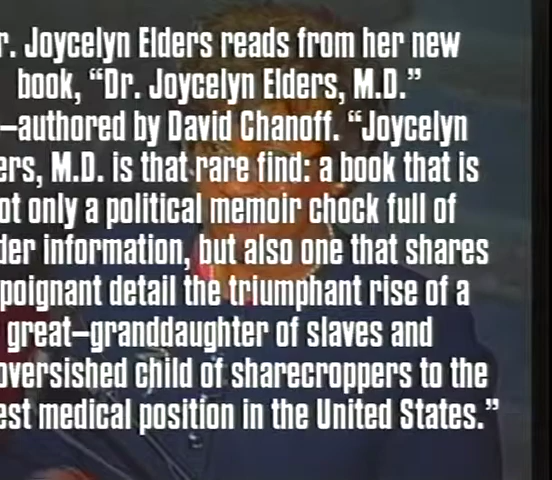 r. Joycelyn Elders reads from her new
book, “Dr. Joycelyn Elders, M.D.”
–authored by David Chanoff. “Joycelyn
ers, M.D. is that rare find: a book that is
ot only a political memoir chock full of
der information, but also one that shares
poignant detail the triumphant rise of a
great–granddaughter of slaves and
oversished child of sharecroppers to the
est medical position in the United States.”